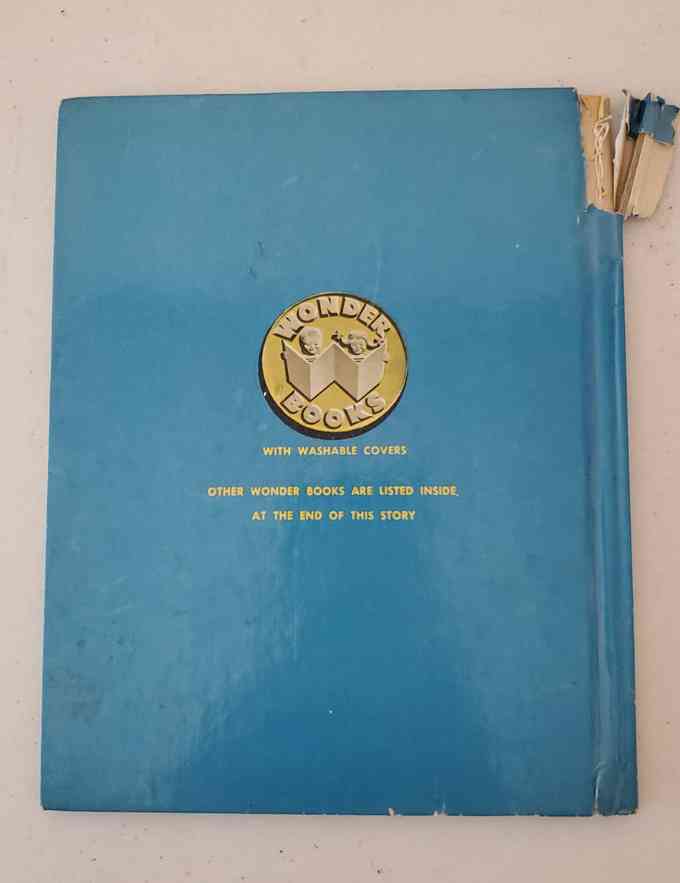 WONDER
BOOKS
WITH WASHABLE COVERS
OTHER WONDER BOOKS ARE LISTED INSIDE,
AT THE END OF THIS STORY